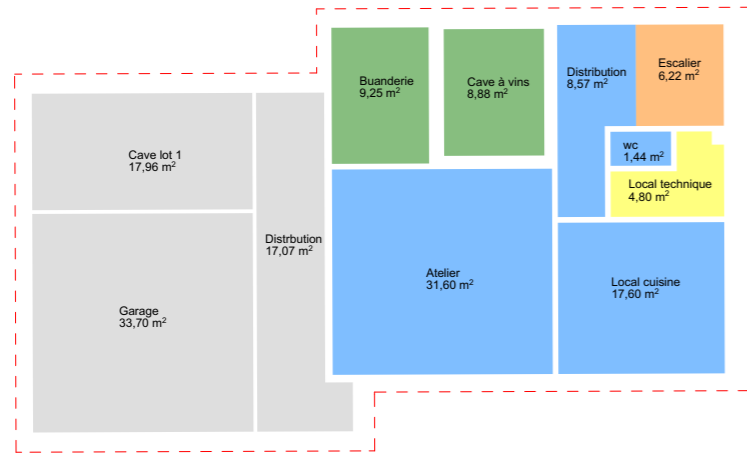 Buanderie
9,25 m²
Cave à vins
8,88 m²
Distribution
8,57 m²
Escalier
6,22 m²
wc
1,44 m²
Cave lot 1
17,96 m²
Local technique
4,80 m²
Distrbution
17,07 m²
Atelier
31,60 m²
Local cuisine
17,60 m²
Garage
33,70 m²